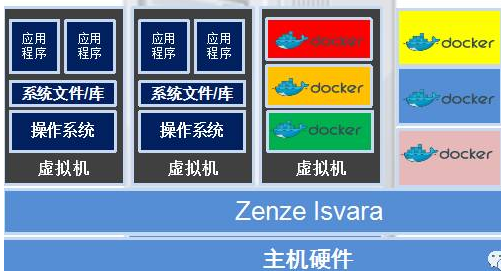 应用程序
应用程序
系统文件/库
操作系统
虚拟机
应用程序
应用程序
系统文件/库
操作系统
虚拟机
docker
docker
docker
虚拟机
docker
docker
docker
Zenze Isvara
主机硬件